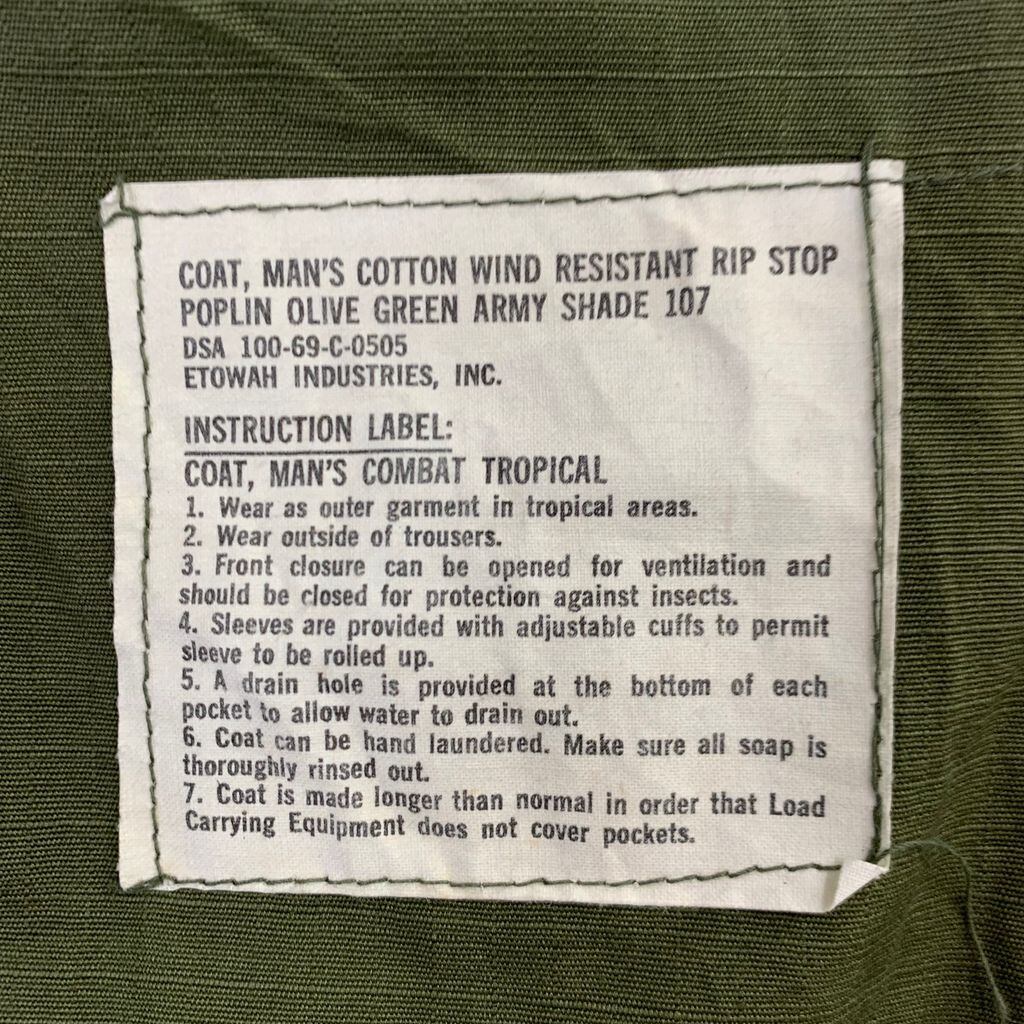 COAT, MAN'S COTTON WIND RESISTANT RIP STOP
POPLIN OLIVE GREEN ARMY SHADE 107
DSA 100-69-C-0505
ETOWAH INDUSTRIES, INC.
INSTRUCTION LABEL:
COAT, MAN'S COMBAT TROPICAL
1. Wear as outer garment in tropical areas.
2. Wear outside of trousers.
3. Front closure can be opened for ventilation and
should be closed for protection against insects.
4. Sleeves are provided with adjustable cuffs to permit
sleeve to be rolled up.
5. A drain hole is provided at the bottom of each
pocket to allow water to drain out.
6. Coat can be hand laundered. Make sure all soap is
thoroughly rinsed out.
7. Coat is made longer than normal in order that Load
Carrying Equipment does not cover pockets.